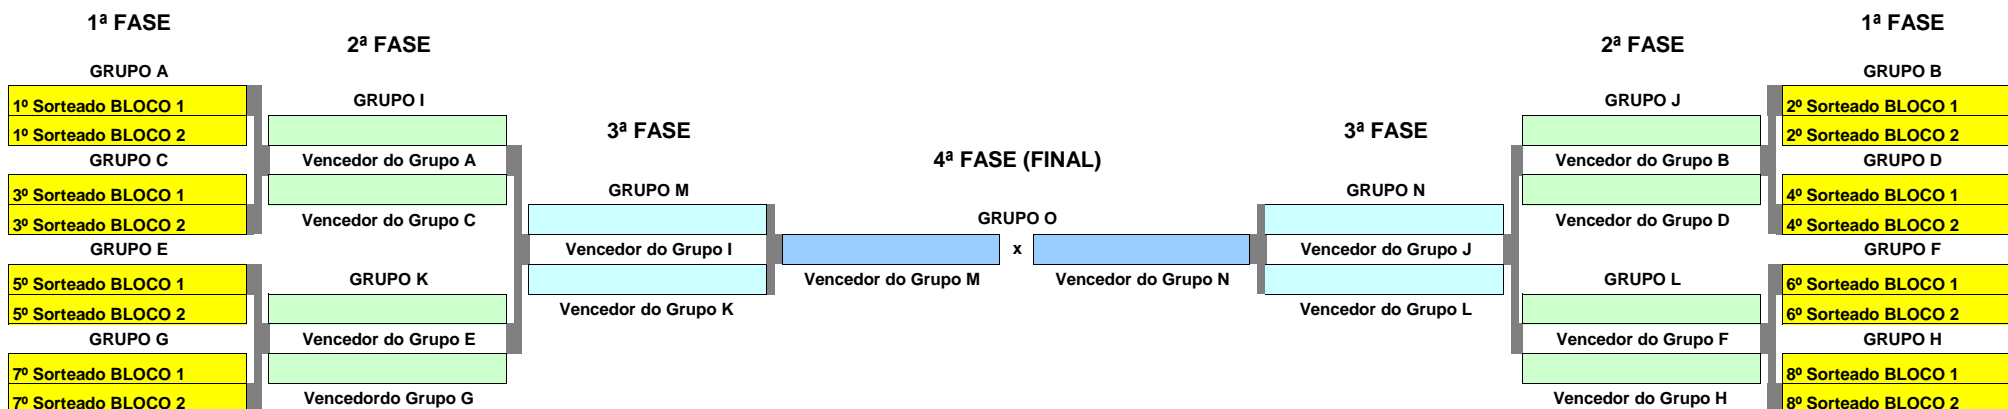 1ª FASE
2ª FASE
GRUPO A
1º Sorteado BLOCO 1
1º Sorteado BLOCO 2
GRUPO C
3º Sorteado BLOCO 1
3º Sorteado BLOCO 2
GRUPO E
5º Sorteado BLOCO 1
5º Sorteado BLOCO 2
GRUPO G
7º Sorteado BLOCO 1
7º Sorteado BLOCO 2
GRUPO I
Vencedor do Grupo A
Vencedor do Grupo C
GRUPO K
Vencedor do Grupo E
Vencedordo Grupo G
3ª FASE
GRUPO M
Vencedor do Grupo I
Vencedor do Grupo K
4ª FASE (FINAL)
GRUPO O
x
Vencedor do Grupo M
Vencedor do Grupo N
3ª FASE
GRUPO N
Vencedor do Grupo J
Vencedor do Grupo L
2ª FASE
GRUPO J
Vencedor do Grupo B
Vencedor do Grupo D
GRUPO L
Vencedor do Grupo F
Vencedor do Grupo H
1ª FASE
GRUPO B
2º Sorteado BLOCO 1
2º Sorteado BLOCO 2
GRUPO D
4º Sorteado BLOCO 1
4º Sorteado BLOCO 2
GRUPO F
6º Sorteado BLOCO 1
6º Sorteado BLOCO 2
GRUPO H
8º Sorteado BLOCO 1
8º Sorteado BLOCO 2